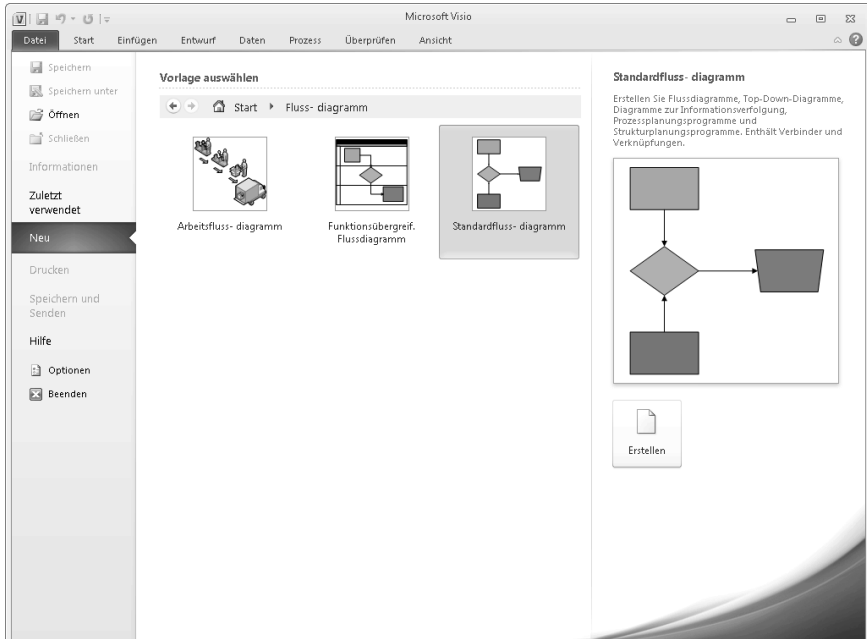 Microsoft Visio
Datei Start Einfügen Entwurf Daten Prozess Überprüfen Ansicht
Speichern
Speichern unter
Öffnen
Schließen
Informationen
Zuletzt
verwendet
Neu
Drucken
Speichern und
Senden
Hilfe
Optionen
Beenden
Vorlage auswählen
Start Fluss- diagramm
Arbeitsfluss- diagramm
Funktionsübergreif.
Flussdiagramm
Standardfluss- diagramm
Standardfluss- diagramm
Erstellen Sie Flussdiagramme, Top-Down-Diagramme,
Diagramme zur Informationsverfolgung,
Prozessplanungsprogramme und
Strukturplanungsprogramme. Enthält Verbinder und
Verknüpfungen.
Erstellen